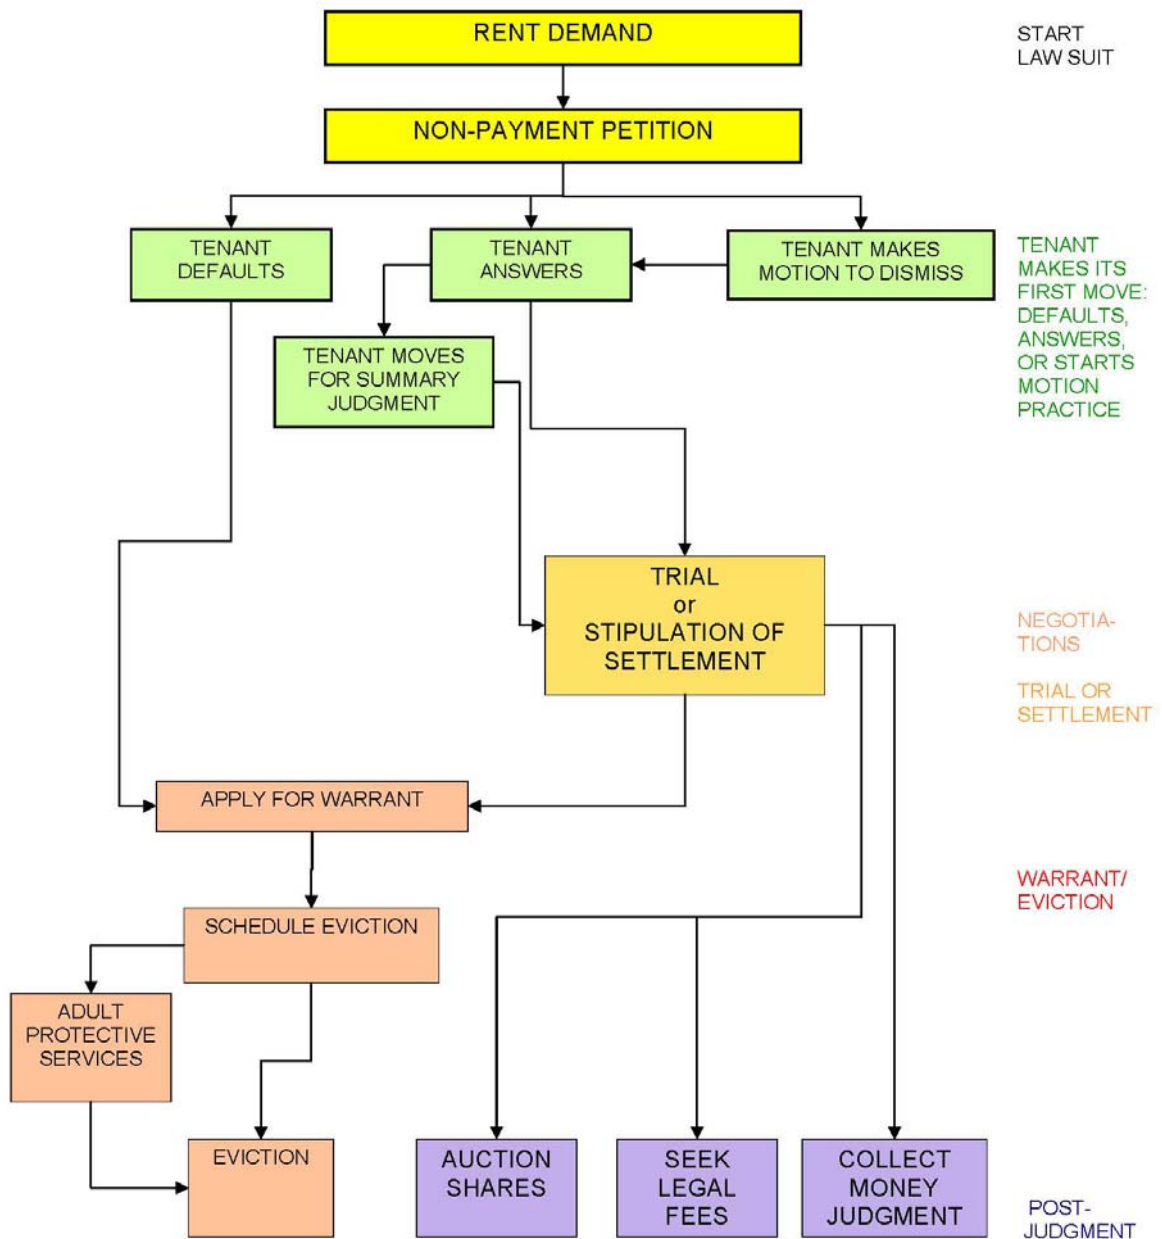 RENT DEMAND
START
LAW SUIT
NON-PAYMENT PETITION
TENANT
DEFAULTS
TENANT
ANSWERS
TENANT MAKES
MOTION TO DISMISS
TENANT
MAKES ITS
FIRST MOVE:
DEFAULTS,
ANSWERS,
OR STARTS
MOTION
PRACTICE
TENANT MOVES
FOR SUMMARY
JUDGMENT
TRIAL
or
STIPULATION OF
SETTLEMENT
NEGOTIA-
TIONS
TRIAL OR
SETTLEMENT
APPLY FOR WARRANT
WARRANT/
EVICTION
SCHEDULE EVICTION
ADULT
PROTECTIVE
SERVICES
EVICTION
AUCTION
SHARES
SEEK
LEGAL
FEES
COLLECT
MONEY
JUDGMENT
POST-
JUDGMENT